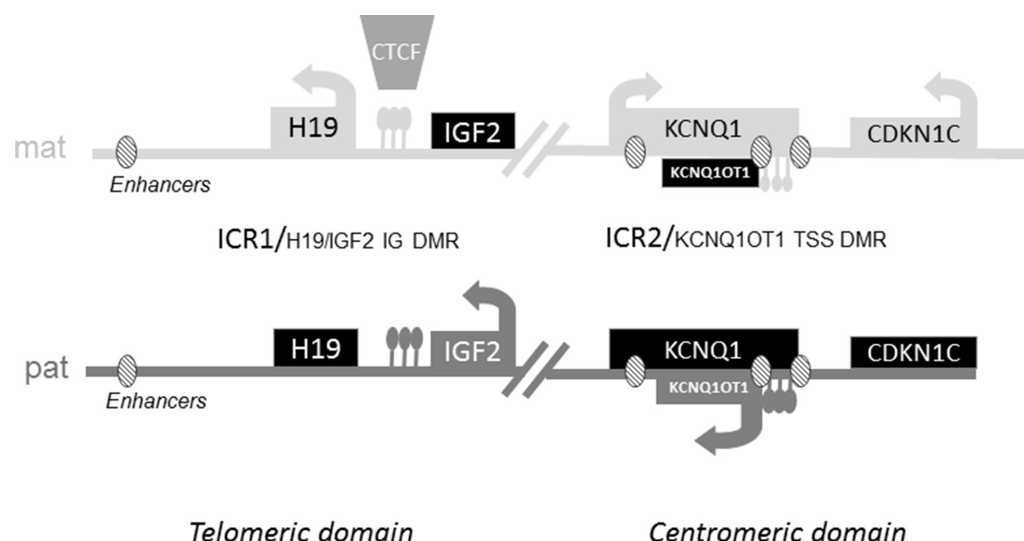 CTCF
H19
IGF2
KCNQ1
CDKN1C
mat
KCNQ1OT1
Enhancers
ICR1/H19/IGF2 IG DMR
ICR2/KCNQ1OT1 TSS DMR
H19
IGF2
KCNQ1
CDKN1C
pat
KCNQ1OT1
Enhancers
Telomeric domain
Centromeric domain